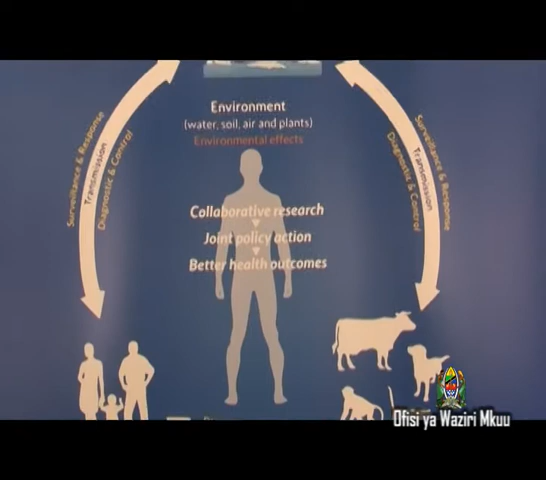 Environment
(water, soil, air and plants)
Environmental effects
Surveillance & Response
Transmission
Diagnostic & Control
Collaborative research
Joint policy action
Better health outcomes
Surveillance & Response
Transmission
Diagnostic & Control
Ofisi ya Waziri Mkuu